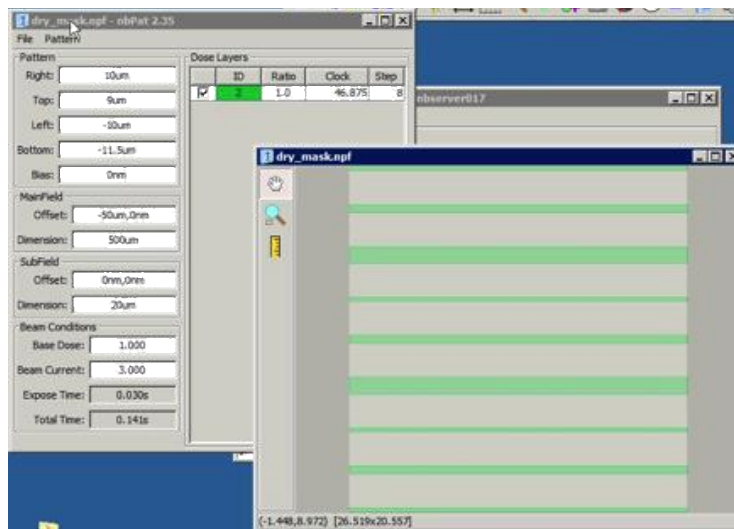 dry_mask.npf - nbPat 2.35
File Pattern
Pattern
Right: 10um
Top: 9um
Left: -10um
Bottom: -11.5um
Bias: 0nm
MainField
Offset: -50um,0nm
Dimension: 500um
SubField
Offset: 0nm,0nm
Dimension: 20um
Beam Conditions
Base Dose: 1.000
Beam Current: 3.000
Expose Time: 0.030s
Total Time: 0.141s
Dose Layers
ID Ratio Clock Step
2 1.0 46.875 8
nbserver017
dry_mask.npf
(-1.448,8.972) [26.519x20.557]